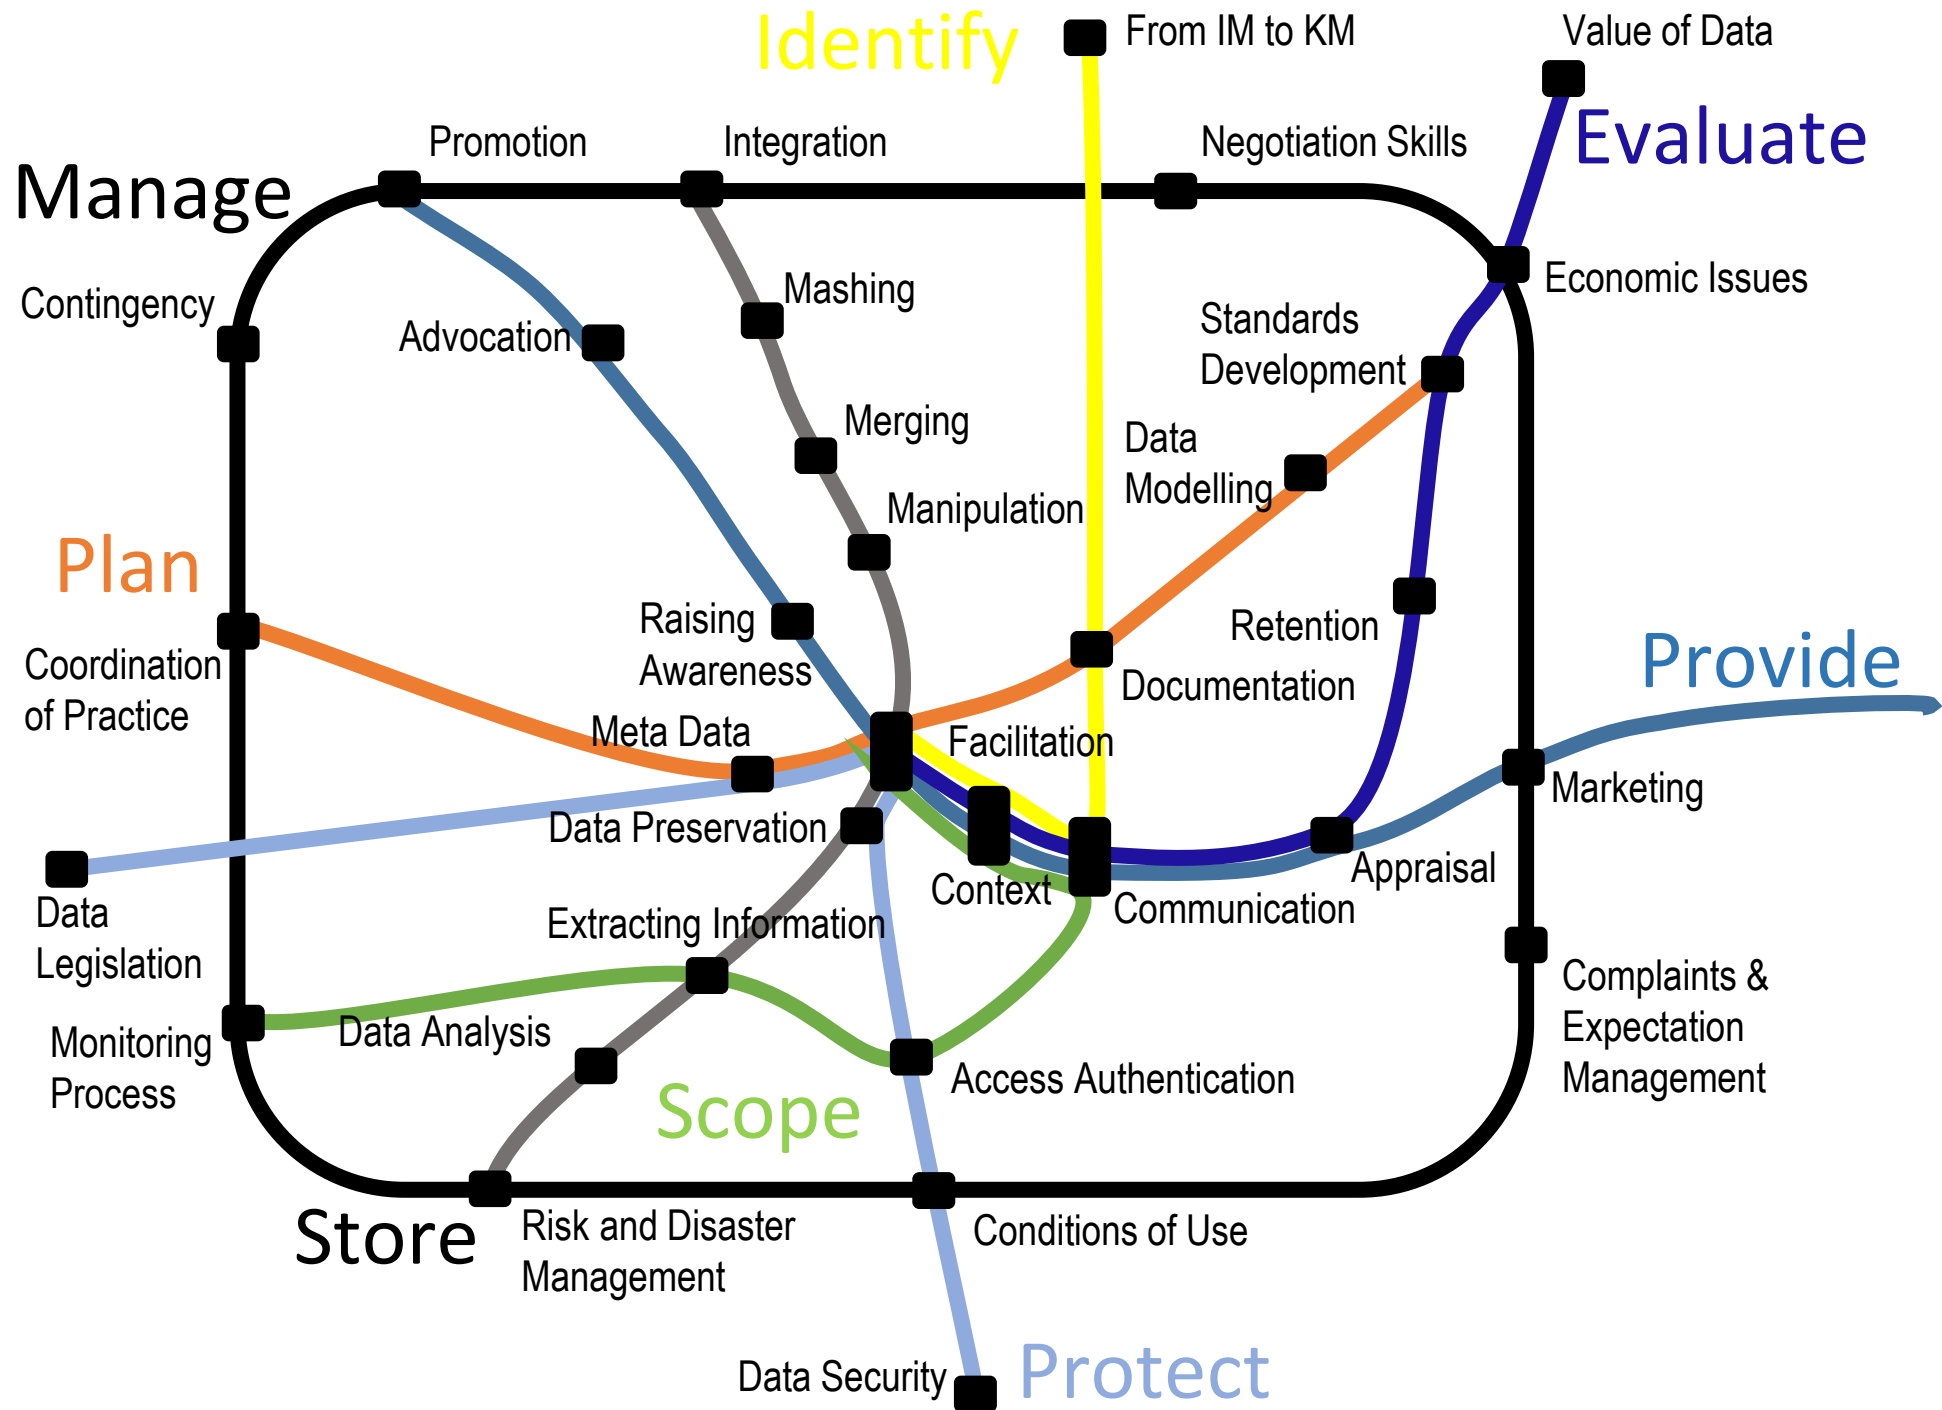 Identify
From IM to KM
Value of Data
Evaluate
Promotion
Integration
Negotiation Skills
Manage
Contingency
Advocation
Mashing
Standards
Development
Economic Issues
Merging
Data
Modelling
Manipulation
Plan
Raising
Awareness
Retention
Provide
Coordination
of Practice
Meta Data
Facilitation
Documentation
Marketing
Data Preservation
Context
Communication
Appraisal
Data
Legislation
Extracting Information
Complaints &
Expectation
Management
Monitoring
Process
Data Analysis
Scope
Access Authentication
Store
Risk and Disaster
Management
Conditions of Use
Data Security
Protect